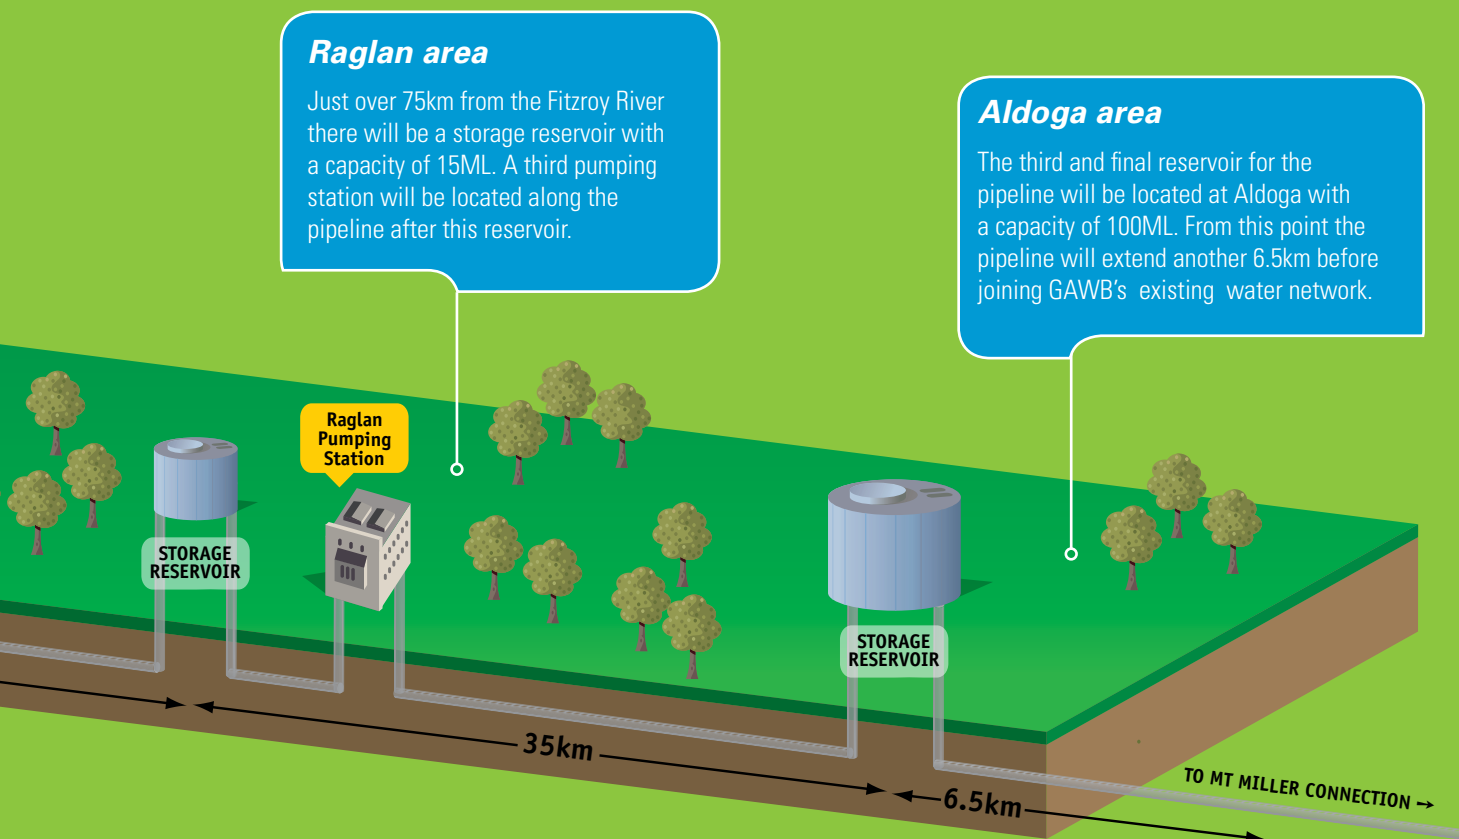 Raglan area
Just over 75km from the Fitzroy River
there will be a storage reservoir with
a capacity of 15ML. A third pumping
station will be located along the
pipeline after this reservoir.
Aldoga area
The third and final reservoir for the
pipeline will be located at Aldoga with
a capacity of 100ML. From this point the
pipeline will extend another 6.5km before
joining GAWB's existing water network.
Raglan
Pumping
Station
STORAGE
RESERVOIR
STORAGE
RESERVOIR
35km
6.5km
TO MT MILLER CONNECTION →